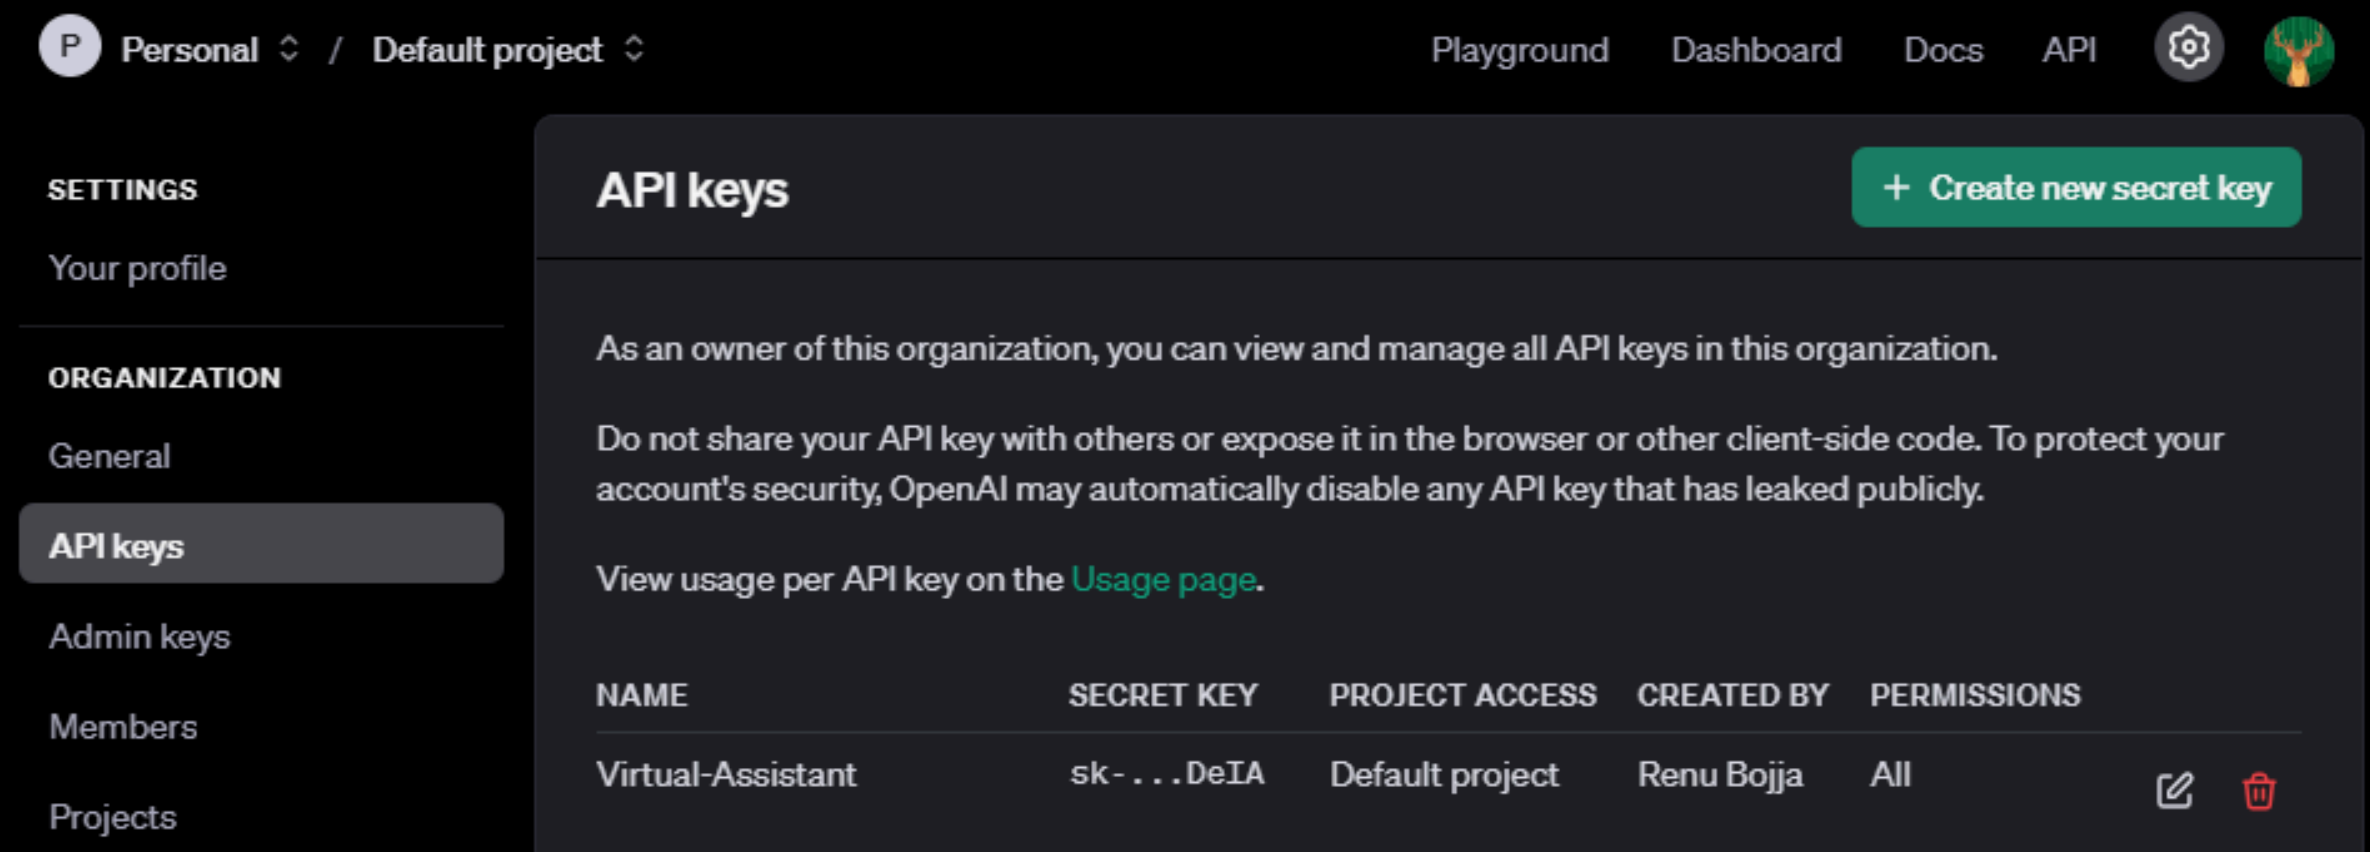 P Personal / Default project Playground Dashboard Docs API
SETTINGS
Your profile
ORGANIZATION
General
API keys
Admin keys
Members
Projects
API keys
+ Create new secret key
As an owner of this organization, you can view and manage all API keys in this organization.
Do not share your API key with others or expose it in the browser or other client-side code. To protect your
account's security, OpenAI may automatically disable any API key that has leaked publicly.
View usage per API key on the Usage page.
NAME SECRET KEY PROJECT ACCESS CREATED BY PERMISSIONS
Virtual-Assistant sk-...DeIA Default project Renu Bojja All